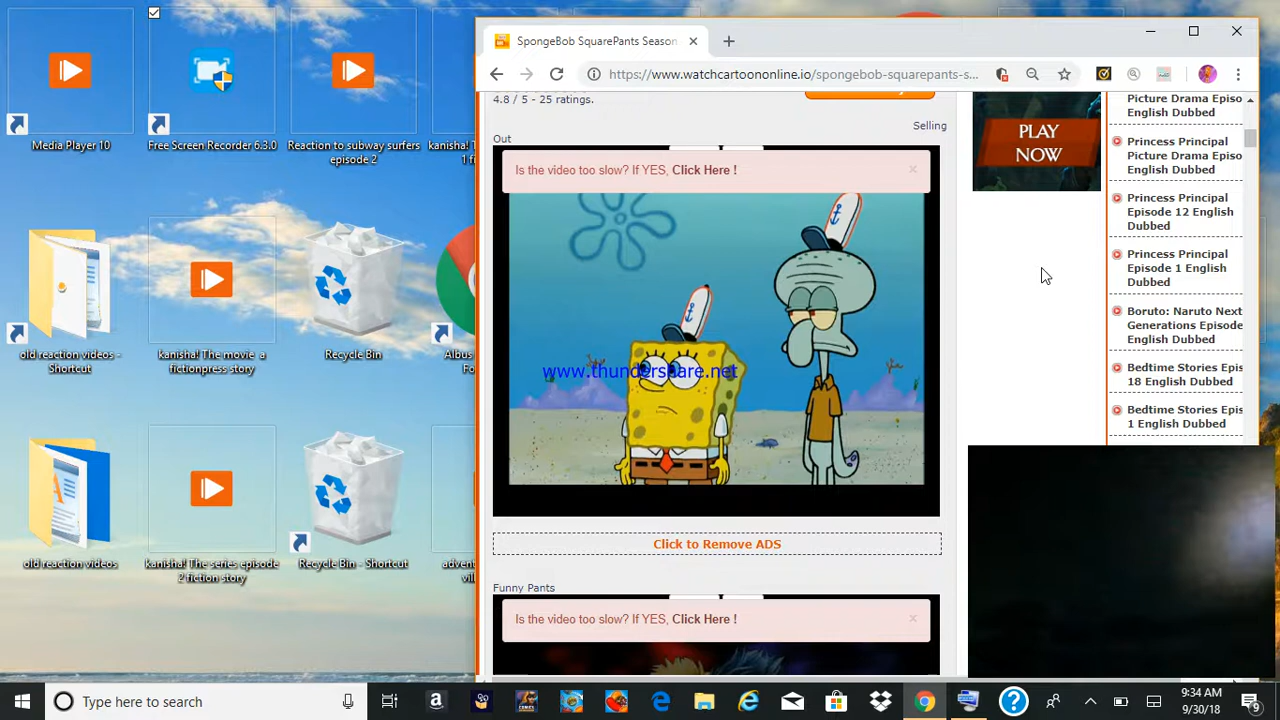 Media Player 10
Free Screen Recorder 6.3.0
Reaction to subway surfers
episode 2
old reaction videos -
Shortcut
kanisha! The movie a
fictionpress story
Recycle Bin
Albus
old reaction videos
kanisha! The series episode
2 fiction story
Recycle Bin - Shortcut
SpongeBob SquarePants Season
https://www.watchcartoononline.io/spongebob-squarepants-s...
4.8 / 5 - 25 ratings.
Selling
Out
Is the video too slow? If YES, Click Here !
×
www.thundershare.net
Click to Remove ADS
Funny Pants
Is the video too slow? If YES, Click Here !
×
PLAY
NOW
Picture Drama Episo
English Dubbed
Princess Principal
Picture Drama Episo
English Dubbed
Princess Principal
Episode 12 English
Dubbed
Princess Principal
Episode 1 English
Dubbed
Boruto: Naruto Next
Generations Episode
English Dubbed
Bedtime Stories Epis
18 English Dubbed
Bedtime Stories Epis
1 English Dubbed
Type here to search
9:34 AM
9/30/18
9